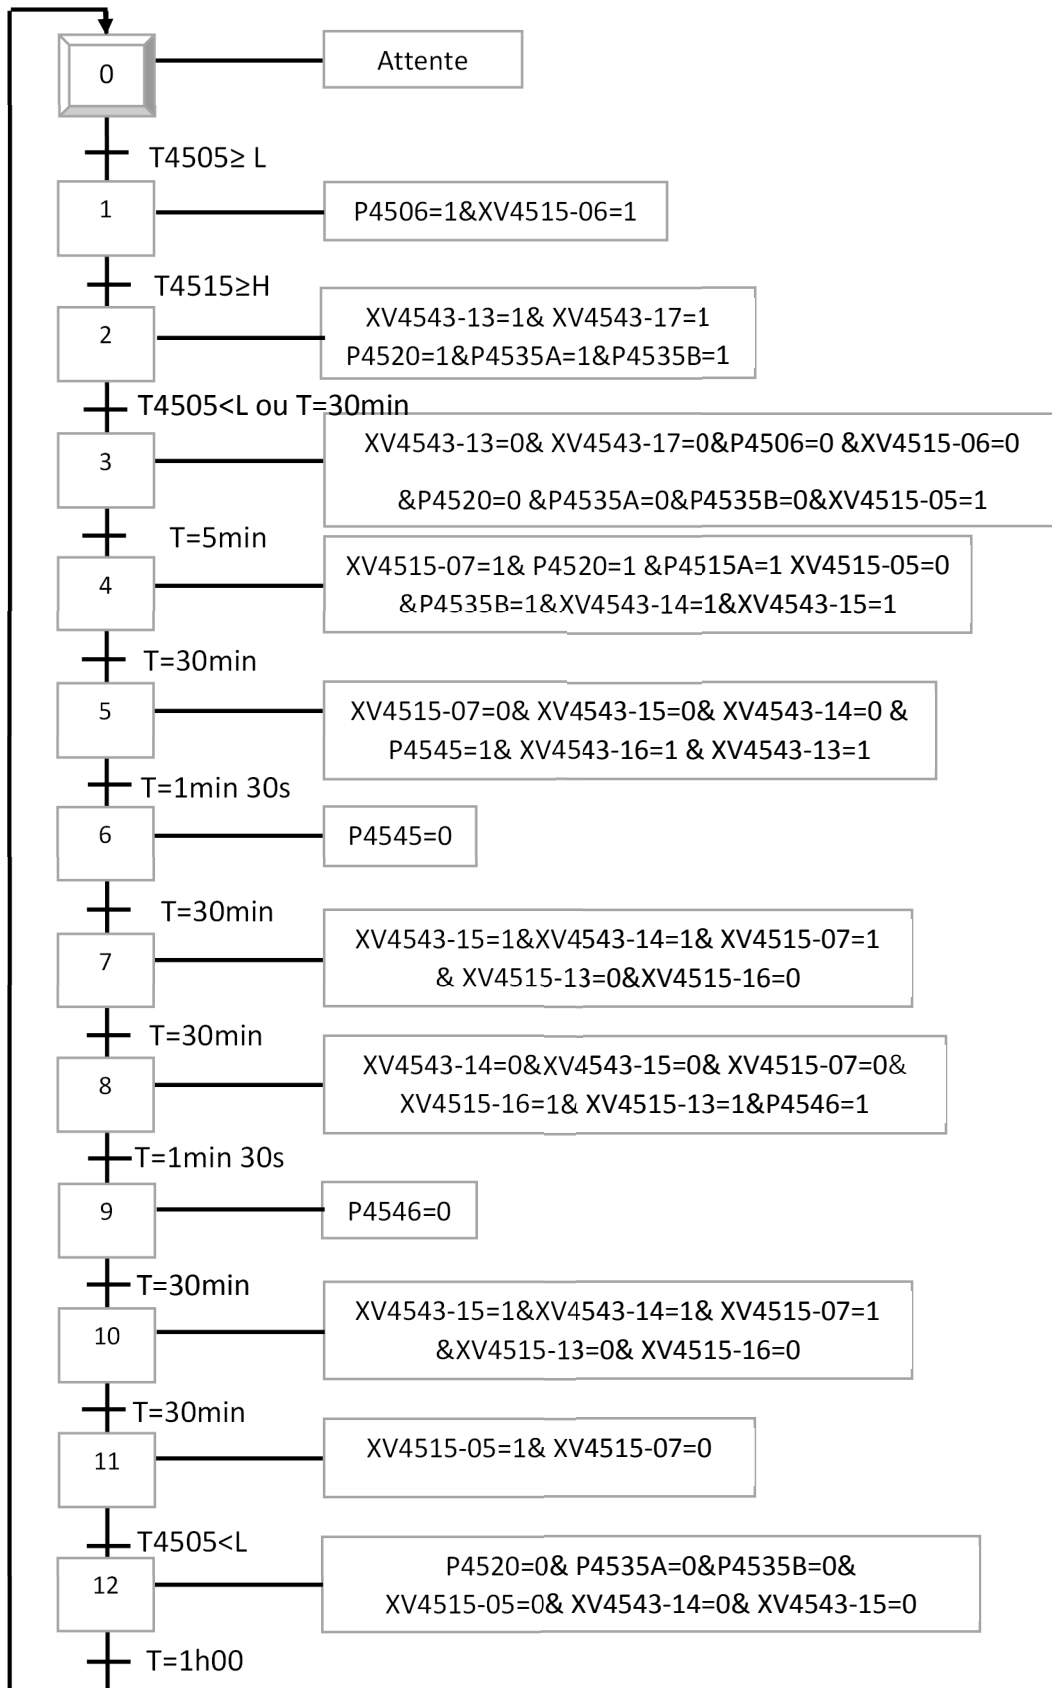 0
Attente
T4505≥ L
1
P4506=1&XV4515-06=1
T4515≥H
2
XV4543-13=1& XV4543-17=1
P4520=1&P4535A=1&P4535B=1
T4505<L ou T=30min
3
XV4543-13=0& XV4543-17=0&P4506=0 &XV4515-06=0
&P4520=0 &P4535A=0&P4535B=0&XV4515-05=1
T=5min
4
XV4515-07=1& P4520=1 &P4515A=1 XV4515-05=0
&P4535B=1&XV4543-14=1&XV4543-15=1
T=30min
5
XV4515-07=0& XV4543-15=0& XV4543-14=0 &
P4545=1& XV4543-16=1 & XV4543-13=1
T=1min 30s
6
P4545=0
T=30min
7
XV4543-15=1&XV4543-14=1& XV4515-07=1
& XV4515-13=0&XV4515-16=0
T=30min
8
XV4543-14=0&XV4543-15=0& XV4515-07=0&
XV4515-16=1& XV4515-13=1&P4546=1
T=1min 30s
9
P4546=0
T=30min
10
XV4543-15=1&XV4543-14=1& XV4515-07=1
&XV4515-13=0& XV4515-16=0
T=30min
11
XV4515-05=1& XV4515-07=0
T4505<L
12
P4520=0& P4535A=0&P4535B=0&
XV4515-05=0& XV4543-14=0& XV4543-15=0
T=1h00